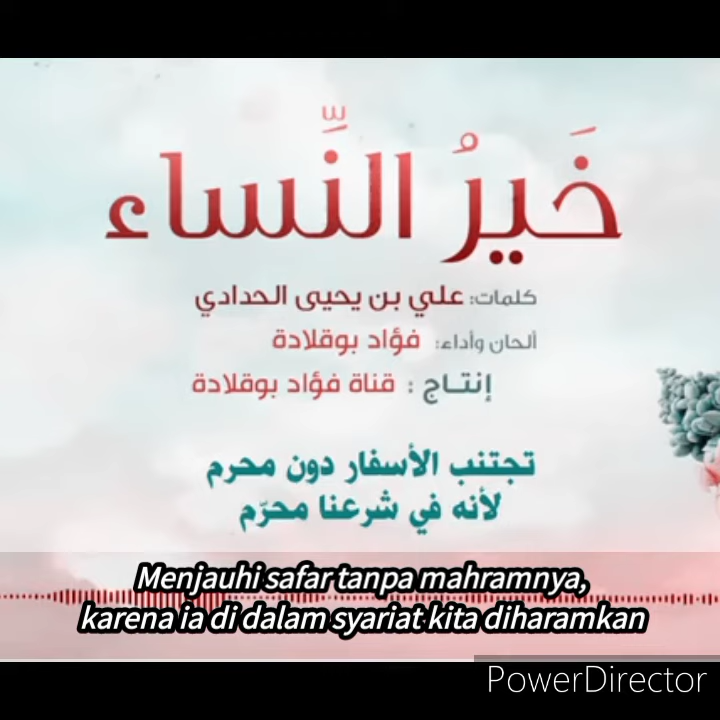 خَيرُ النِّساء
كلمات: علي بن يحيى الحدادي
ألحان وأداء: فؤاد بوقلادة
إنتاج : قناة فؤاد بوقلادة
تجتنب الأسفار دون محرم
لأنه في شرعنا محرّم
Menjauhi safar tanpa mahramnya,
karena ia di dalam syariat kita diharamkan
PowerDirector